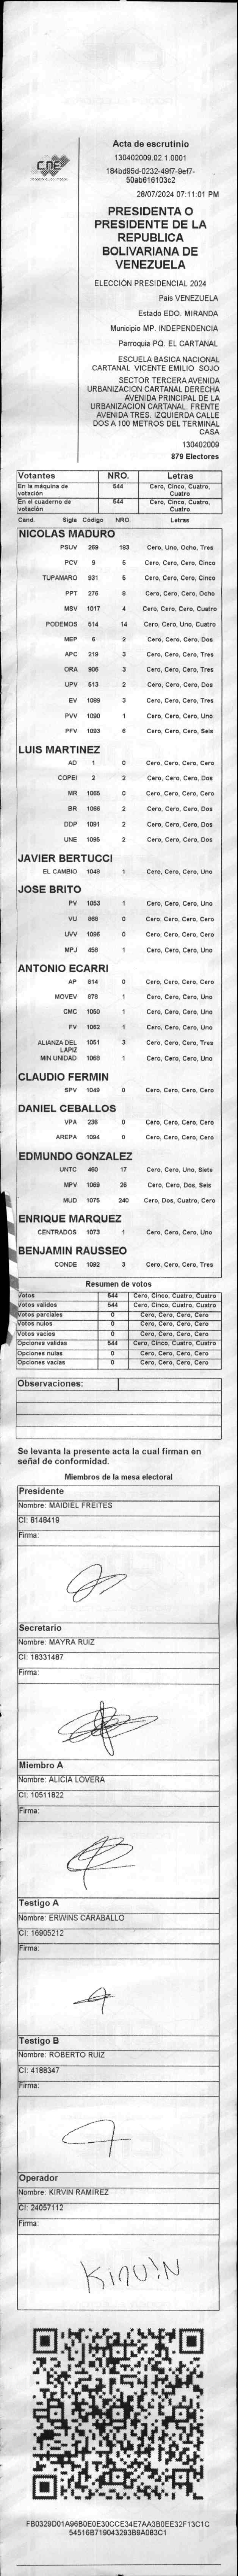 CNE
Acta de escrutinio
130402009.02.1.0001
184bd95d-0232-49f7-9ef7-
50ab616103c2
28/07/2024 07:11:01 PM
PRESIDENTA O
PRESIDENTE DE LA
REPUBLICA
BOLIVARIANA DE
VENEZUELA
ELECCIÓN PRESIDENCIAL 2024
País VENEZUELA
Estado EDO. MIRANDA
Municipio MP. INDEPENDENCIA
Parroquia PQ. EL CARTANAL
ESCUELA BASICA NACIONAL
CARTANAL VICENTE EMILIO SOJO
SECTOR TERCERA AVENIDA
URBANIZACION CARTANAL DERECHA
AVENIDA PRINCIPAL DE LA
URBANIZACION CARTANAL. FRENTE
AVENIDA TRES. IZQUIERDA CALLE
DOS A 100 METROS DEL TERMINAL
CASA
130402009
879 Electores
Votantes NRO. Letras
En la máquina de votación 544 Cero, Cinco, Cuatro, Cuatro
En el cuaderno de votación 544 Cero, Cinco, Cuatro, Cuatro
Cand. Sigla Código NRO. Letras
NICOLAS MADURO
PSUV 269 183 Cero, Uno, Ocho, Tres
PCV 9 5 Cero, Cero, Cero, Cinco
TUPAMARO 931 5 Cero, Cero, Cero, Cinco
PPT 276 8 Cero, Cero, Cero, Ocho
MSV 1017 4 Cero, Cero, Cero, Cuatro
PODEMOS 514 14 Cero, Cero, Uno, Cuatro
MEP 6 2 Cero, Cero, Cero, Dos
APC 219 3 Cero, Cero, Cero, Tres
ORA 906 3 Cero, Cero, Cero, Tres
UPV 513 2 Cero, Cero, Cero, Dos
EV 1089 3 Cero, Cero, Cero, Tres
PVV 1090 1 Cero, Cero, Cero, Uno
PFV 1093 6 Cero, Cero, Cero, Seis
LUIS MARTINEZ
AD 1 0 Cero, Cero, Cero, Cero
COPEI 2 2 Cero, Cero, Cero, Dos
MR 1065 0 Cero, Cero, Cero, Cero
BR 1066 2 Cero, Cero, Cero, Dos
DDP 1091 2 Cero, Cero, Cero, Dos
UNE 1095 2 Cero, Cero, Cero, Dos
JAVIER BERTUCCI
EL CAMBIO 1048 1 Cero, Cero, Cero, Uno
JOSE BRITO
PV 1053 1 Cero, Cero, Cero, Uno
VU 868 0 Cero, Cero, Cero, Cero
UVV 1096 0 Cero, Cero, Cero, Cero
MPJ 458 1 Cero, Cero, Cero, Uno
ANTONIO ECARRI
AP 814 0 Cero, Cero, Cero, Cero
MOVEV 878 1 Cero, Cero, Cero, Uno
CMC 1050 1 Cero, Cero, Cero, Uno
FV 1062 1 Cero, Cero, Cero, Uno
ALIANZA DEL LAPIZ 1051 3 Cero, Cero, Cero, Tres
MIN UNIDAD 1068 1 Cero, Cero, Cero, Uno
CLAUDIO FERMIN
SPV 1049 0 Cero, Cero, Cero, Cero
DANIEL CEBALLOS
VPA 236 0 Cero, Cero, Cero, Cero
AREPA 1094 0 Cero, Cero, Cero, Cero
EDMUNDO GONZALEZ
UNTC 460 17 Cero, Cero, Uno, Siete
MPV 1069 26 Cero, Cero, Dos, Seis
MUD 1075 240 Cero, Dos, Cuatro, Cero
ENRIQUE MARQUEZ
CENTRADOS 1073 1 Cero, Cero, Cero, Uno
BENJAMIN RAUSSEO
CONDE 1092 3 Cero, Cero, Cero, Tres
Resumen de votos
Votos 544 Cero, Cinco, Cuatro, Cuatro
Votos validos 544 Cero, Cinco, Cuatro, Cuatro
Votos parciales 0 Cero, Cero, Cero, Cero
Votos nulos 0 Cero, Cero, Cero, Cero
Votos vacios 0 Cero, Cero, Cero, Cero
Opciones validas 544 Cero, Cinco, Cuatro, Cuatro
Opciones nulas 0 Cero, Cero, Cero, Cero
Opciones vacias 0 Cero, Cero, Cero, Cero
Observaciones:
Se levanta la presente acta la cual firman en
señal de conformidad.
Miembros de la mesa electoral
Presidente
Nombre: MAIDIEL FREITES
CI: 8148419
Firma:
Secretario
Nombre: MAYRA RUIZ
CI: 18331487
Firma:
Miembro A
Nombre: ALICIA LOVERA
CI: 10511822
Firma:
Testigo A
Nombre: ERWINS CARABALLO
CI: 16905212
Firma:
Testigo B
Nombre: ROBERTO RUIZ
CI: 4188347
Firma:
Operador
Nombre: KIRVIN RAMIREZ
CI: 24057112
Firma:
KIRVIN
FB0329D01A96B0E0E30CCE34E7AA3B0EE32F13C1C
54516B719043293B9A083C1